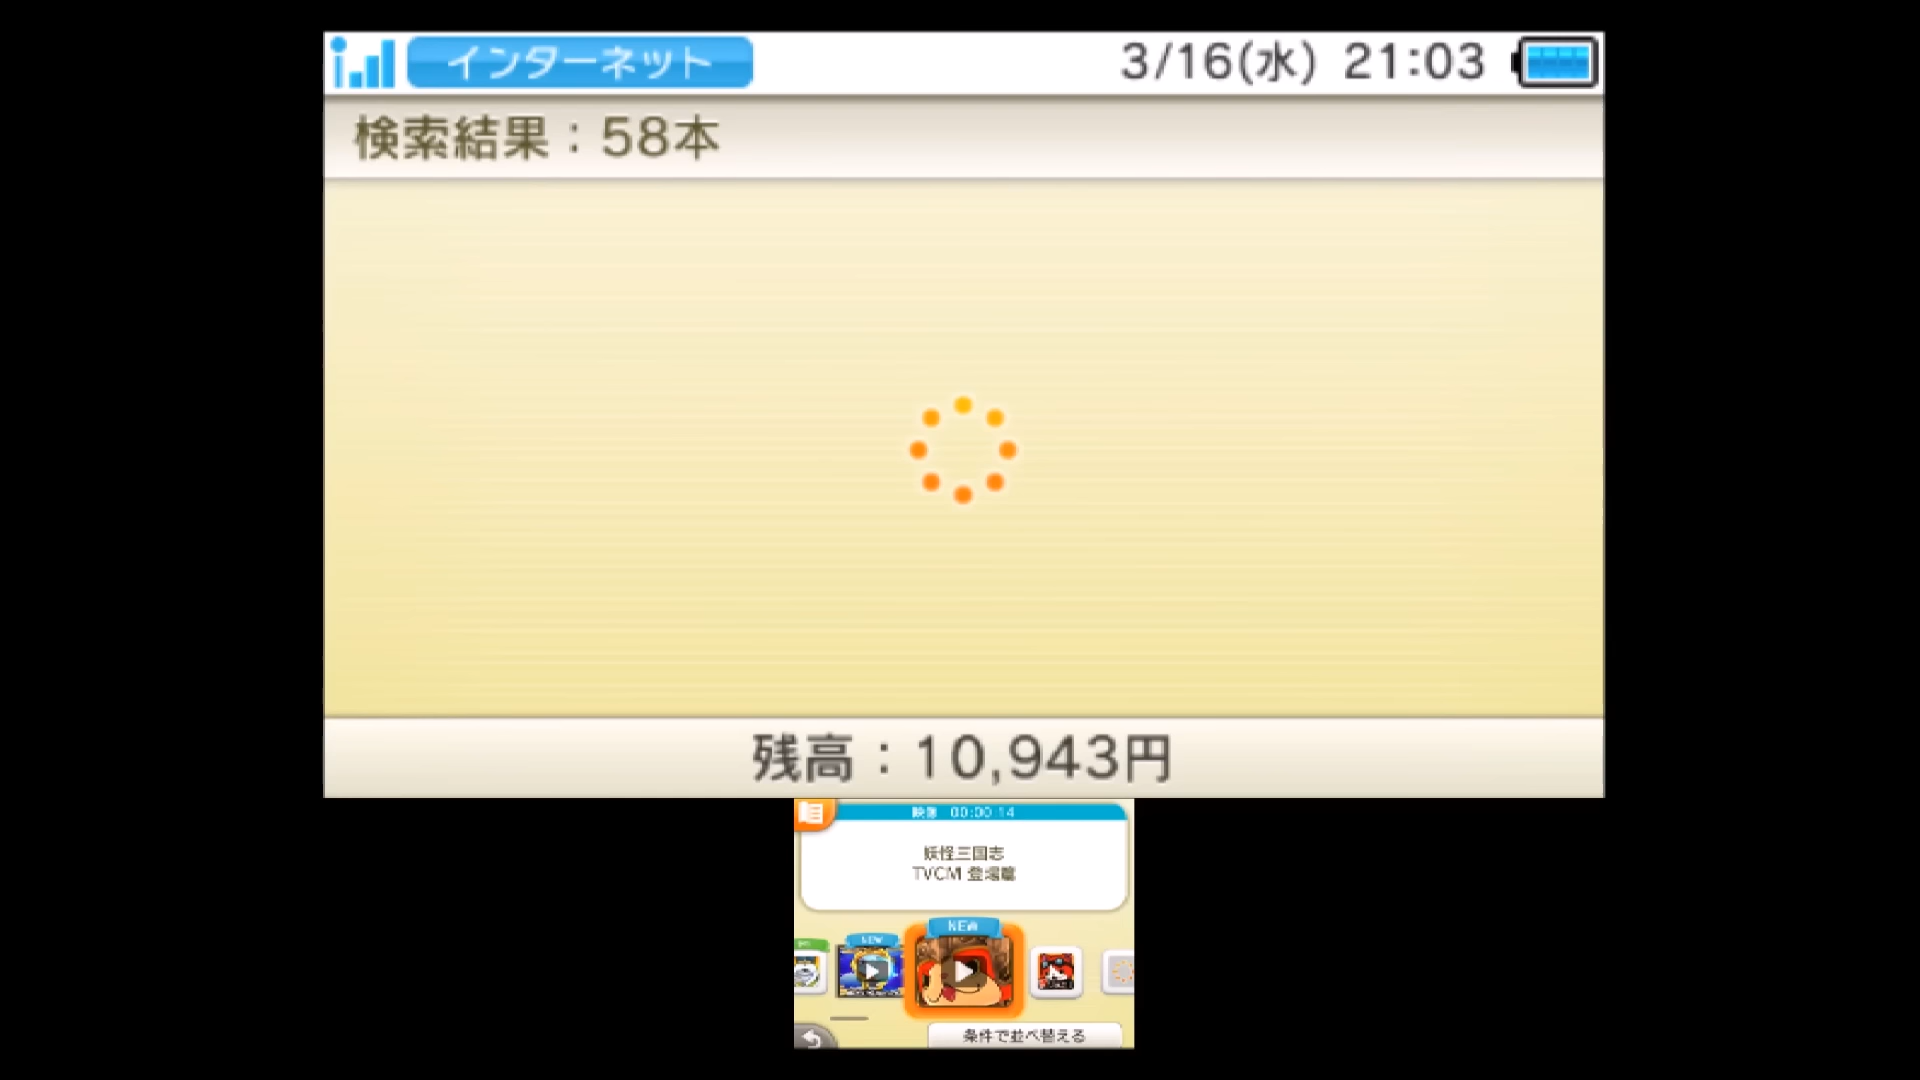 インターネット 3/16(水) 21:03
検索結果：58本
残高：10,943円
映像 00:00 14
妖怪三国志
TVCM 登場篇
NEW
NEW
条件で並べ替える